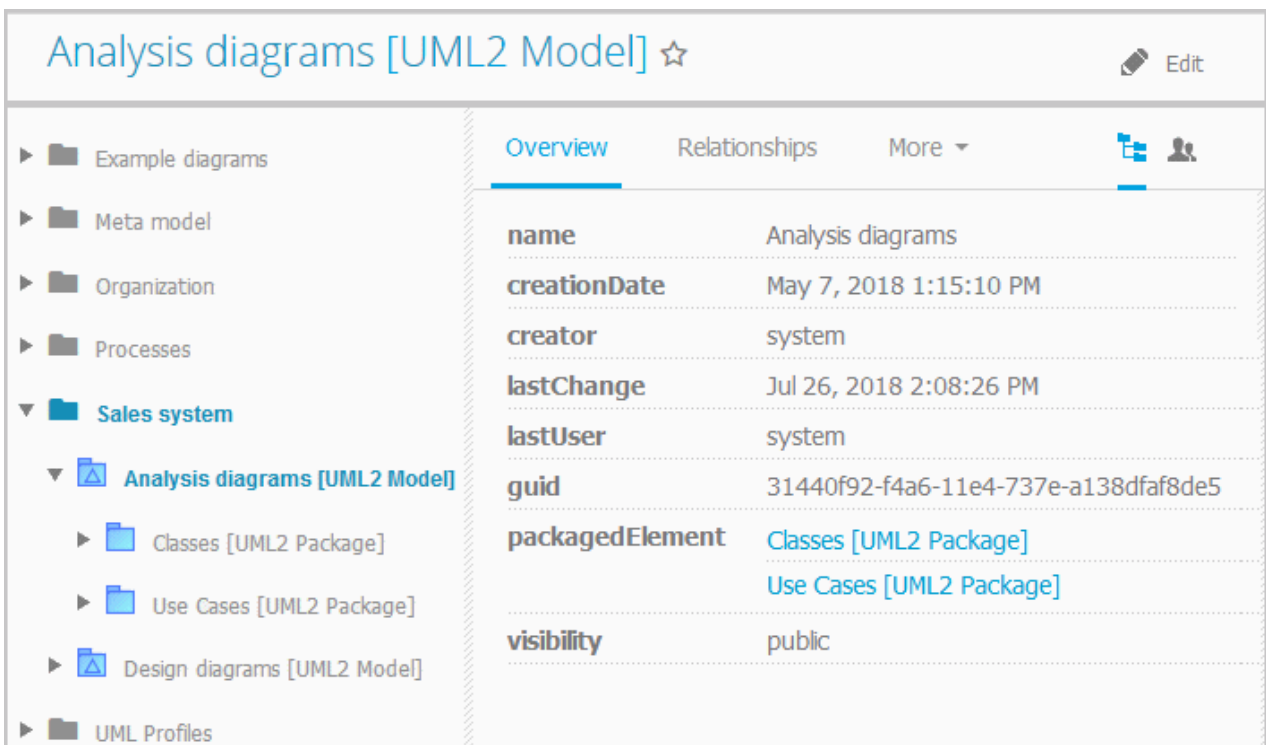 Analysis diagrams [UML2 Model]
Edit
Example diagrams
Meta model
Organization
Processes
Sales system
Analysis diagrams [UML2 Model]
Classes [UML2 Package]
Use Cases [UML2 Package]
Design diagrams [UML2 Model]
UML Profiles
Overview Relationships More
name Analysis diagrams
creationDate May 7, 2018 1:15:10 PM
creator system
lastChange Jul 26, 2018 2:08:26 PM
lastUser system
guid 31440f92-f4a6-11e4-737e-a138dfaf8de5
packagedElement Classes [UML2 Package]
Use Cases [UML2 Package]
visibility public